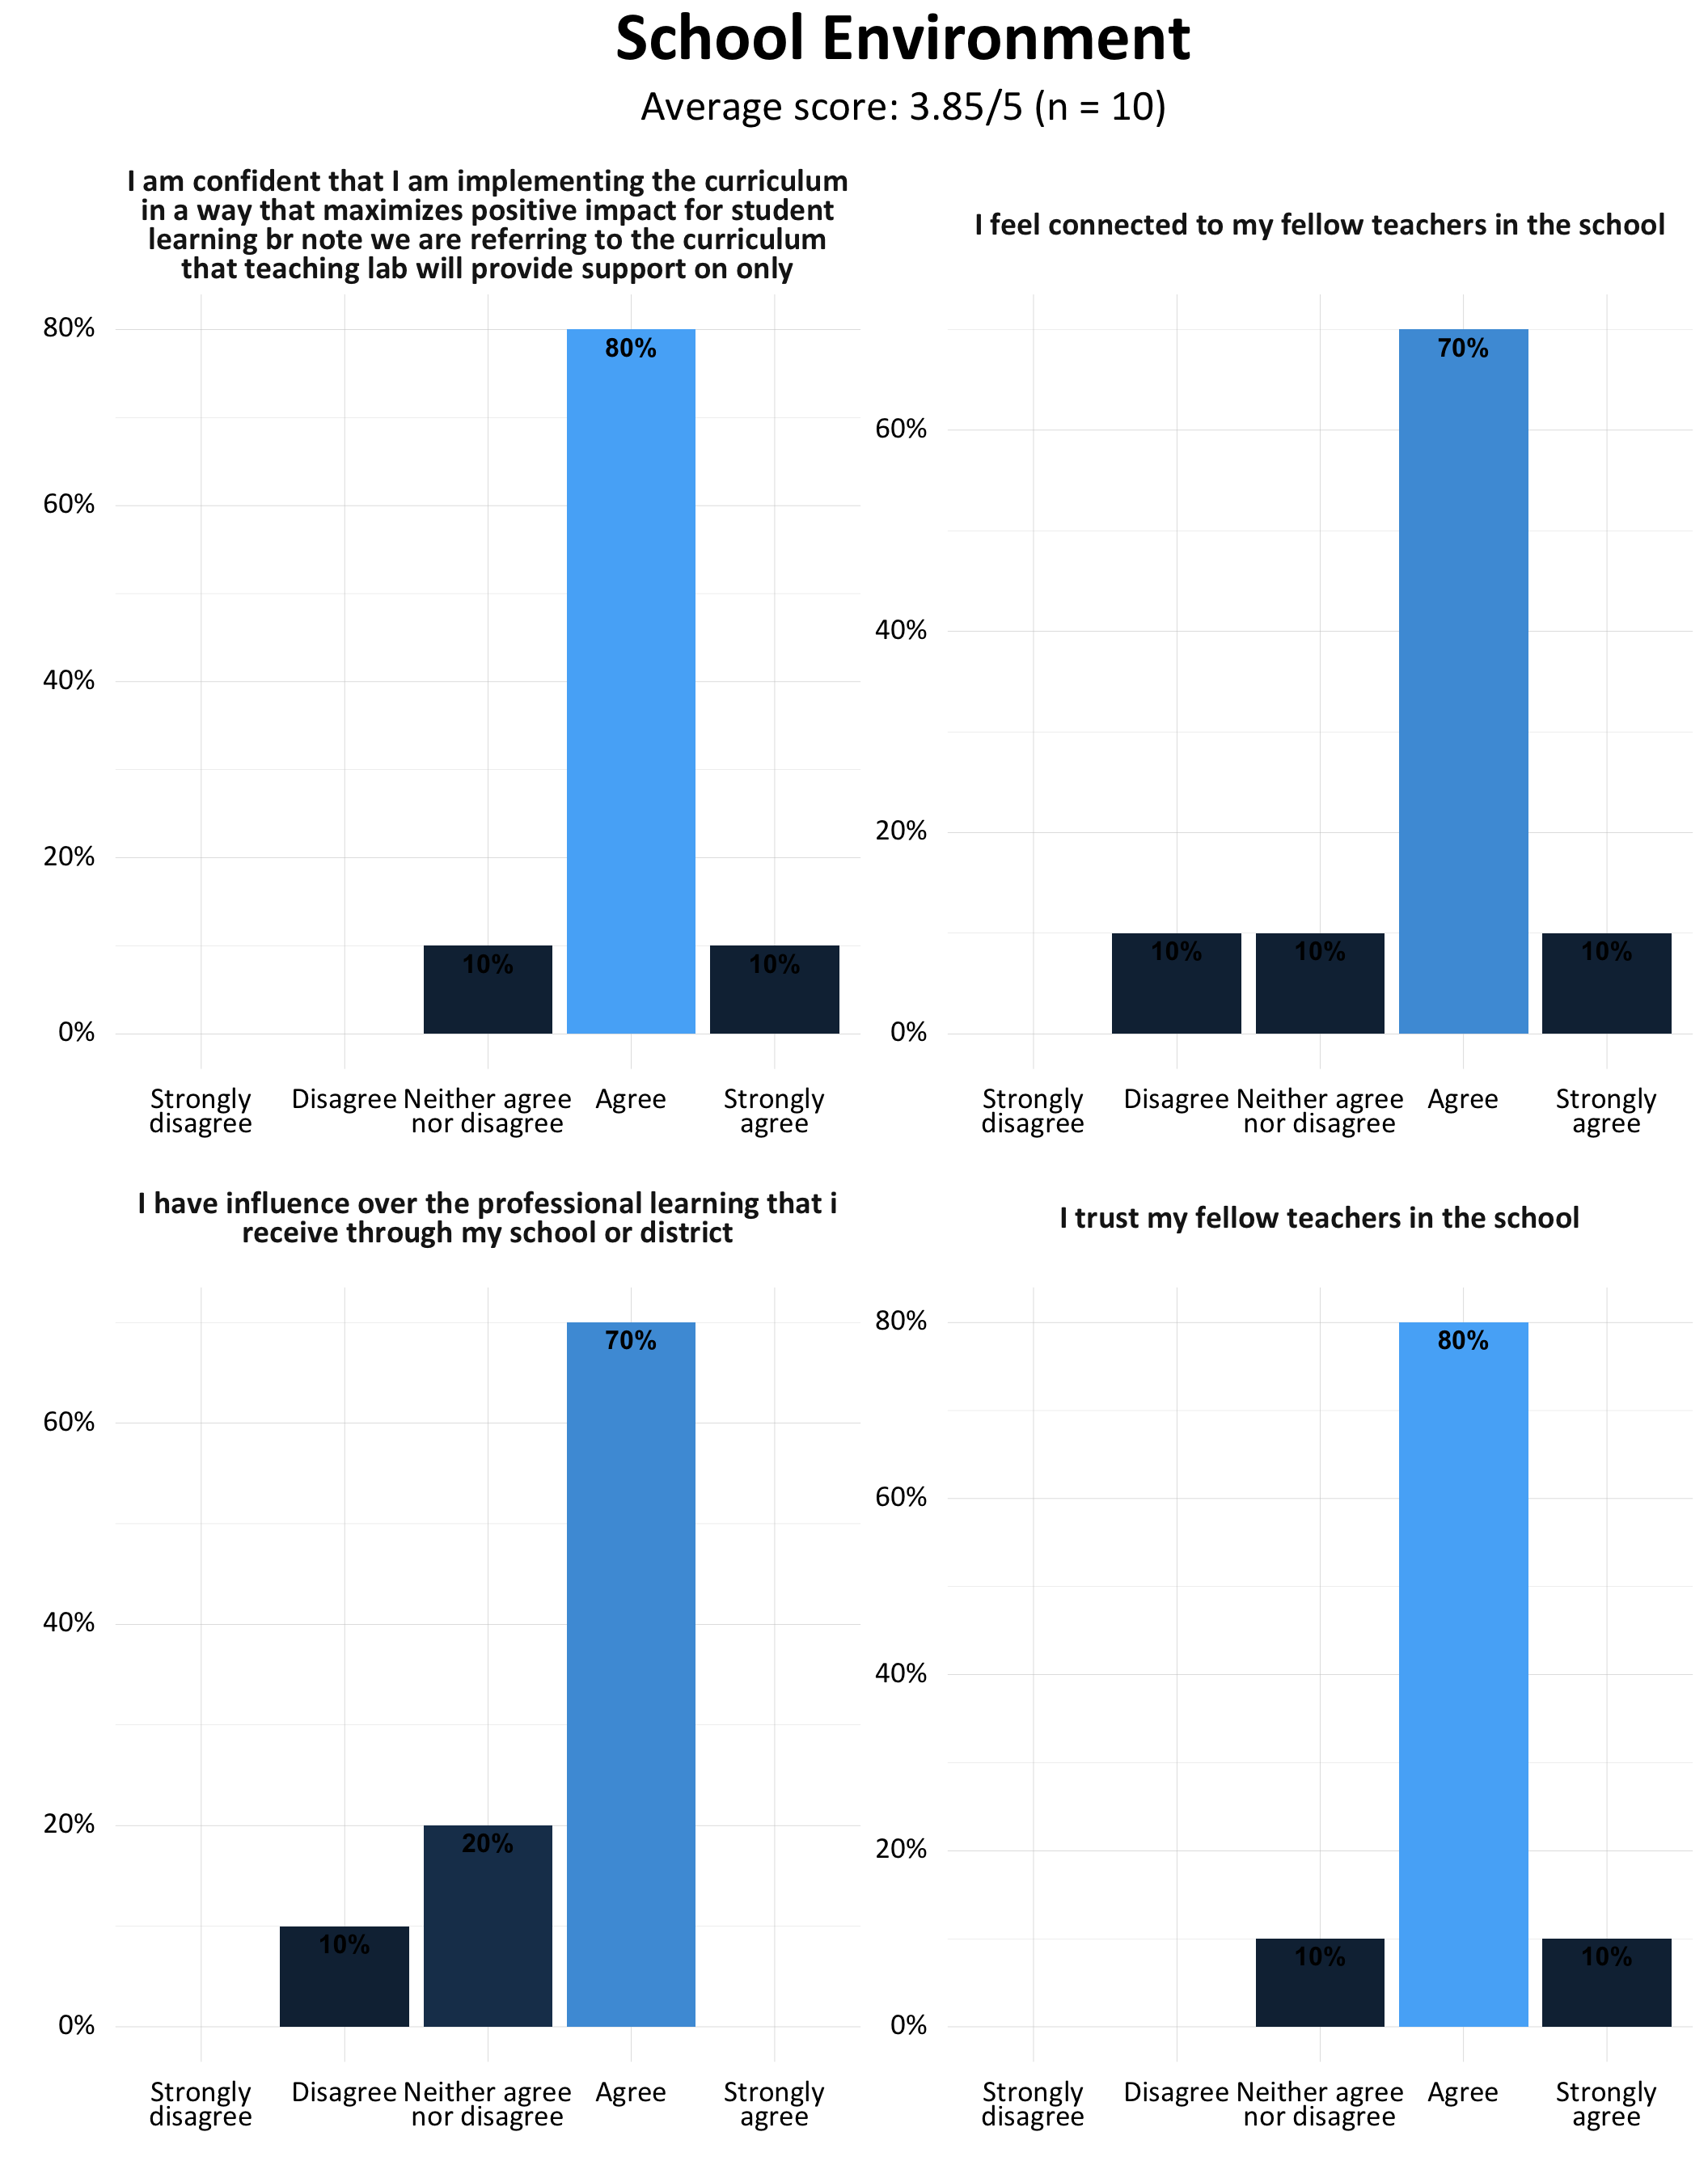 School Environment
Average score: 3.85/5 (n = 10)
I am confident that I am implementing the curriculum
in a way that maximizes positive impact for student
learning br note we are referring to the curriculum
that teaching lab will provide support on only
80%
60%
40%
20%
0%
10%
80%
10%
Strongly
disagree
Disagree
Neither agree
nor disagree
Agree
Strongly
agree
I feel connected to my fellow teachers in the school
60%
40%
20%
0%
10%
10%
70%
10%
Strongly
disagree
Disagree
Neither agree
nor disagree
Agree
Strongly
agree
I have influence over the professional learning that i
receive through my school or district
60%
40%
20%
0%
10%
20%
70%
Strongly
disagree
Disagree
Neither agree
nor disagree
Agree
Strongly
agree
I trust my fellow teachers in the school
80%
60%
40%
20%
0%
10%
80%
10%
Strongly
disagree
Disagree
Neither agree
nor disagree
Agree
Strongly
agree